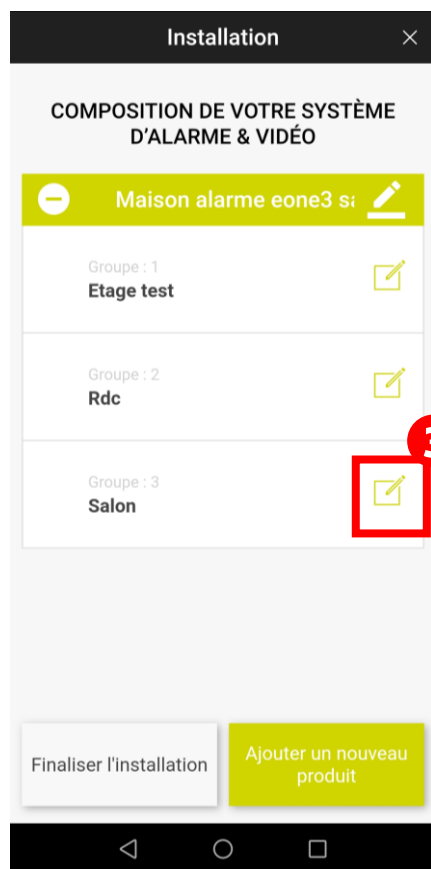 Installation
COMPOSITION DE VOTRE SYSTÈME
D'ALARME & VIDÉO
Maison alarme eone3 sa
Groupe : 1
Etage test
Groupe : 2
Rdc
3
Groupe : 3
Salon
Finaliser l'installation
Ajouter un nouveau
produit